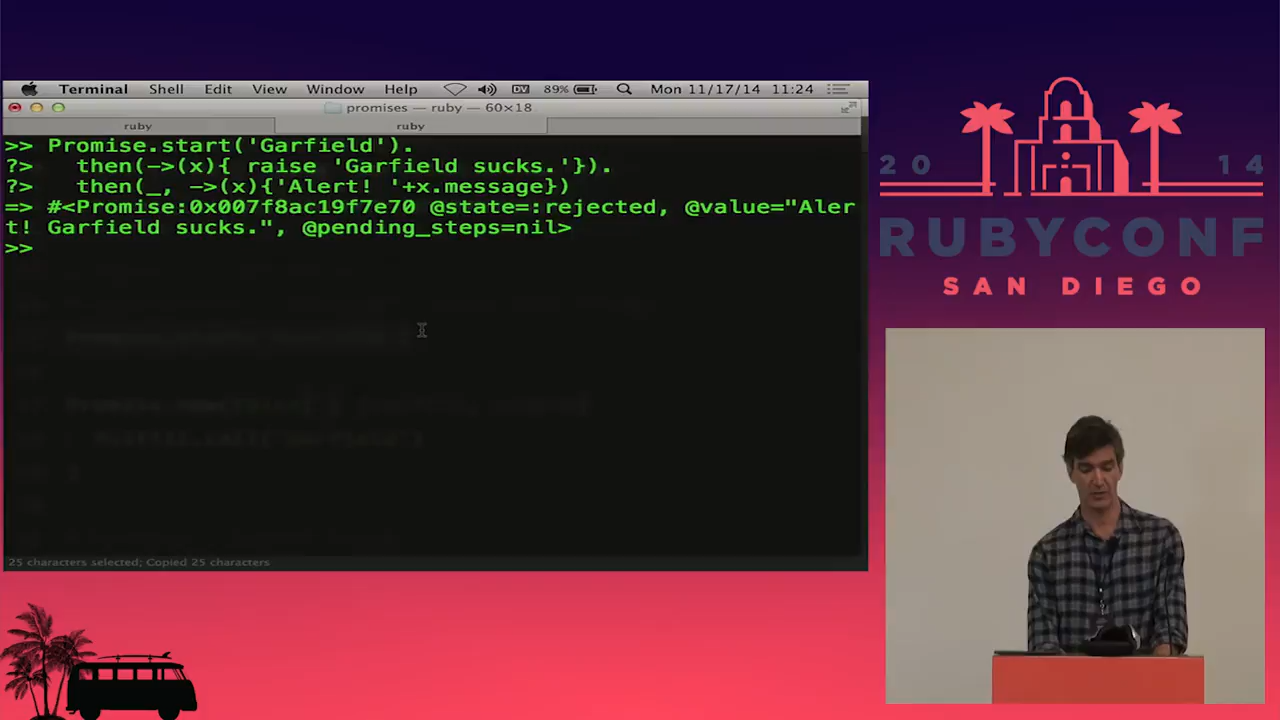 Terminal Shell Edit View Window Help DV 89% Mon 11/17/14 11:24
promises — ruby — 60×18
ruby ruby
>> Promise.start('Garfield').
?> then(->(x){ raise 'Garfield sucks.'}).
?> then(_, ->(x){'Alert! '+x.message})
=> #<Promise:0x007f8ac19f7e70 @state=:rejected, @value="Aler
t! Garfield sucks.", @pending_steps=nil>
>>
25 characters selected; Copied 25 characters
20 14
RUBYCONF
SAN DIEGO